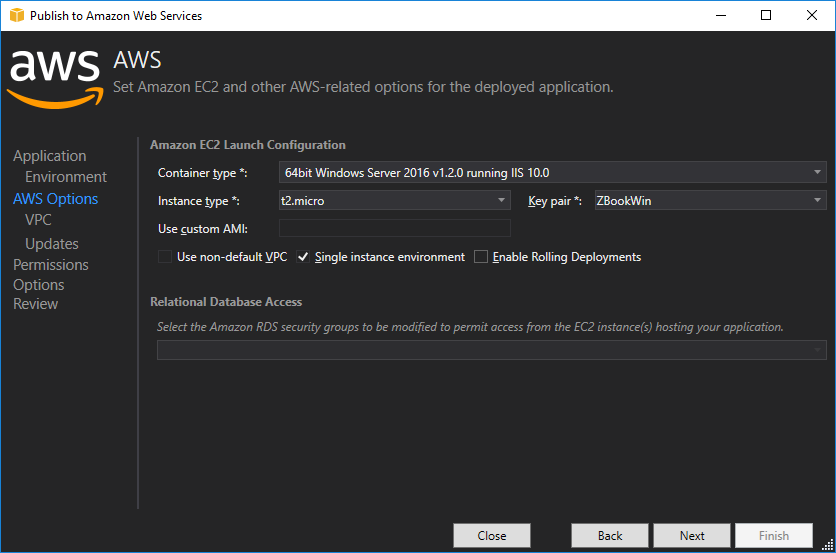 Publish to Amazon Web Services
aws
AWS
Set Amazon EC2 and other AWS-related options for the deployed application.
Application
Environment
AWS Options
VPC
Updates
Permissions
Options
Review
Amazon EC2 Launch Configuration
Container type *: 64bit Windows Server 2016 v1.2.0 running IIS 10.0
Instance type *: t2.micro Key pair *: ZBookWin
Use custom AMI:
Use non-default VPC Single instance environment Enable Rolling Deployments
Relational Database Access
Select the Amazon RDS security groups to be modified to permit access from the EC2 instance(s) hosting your application.
Close Back Next Finish